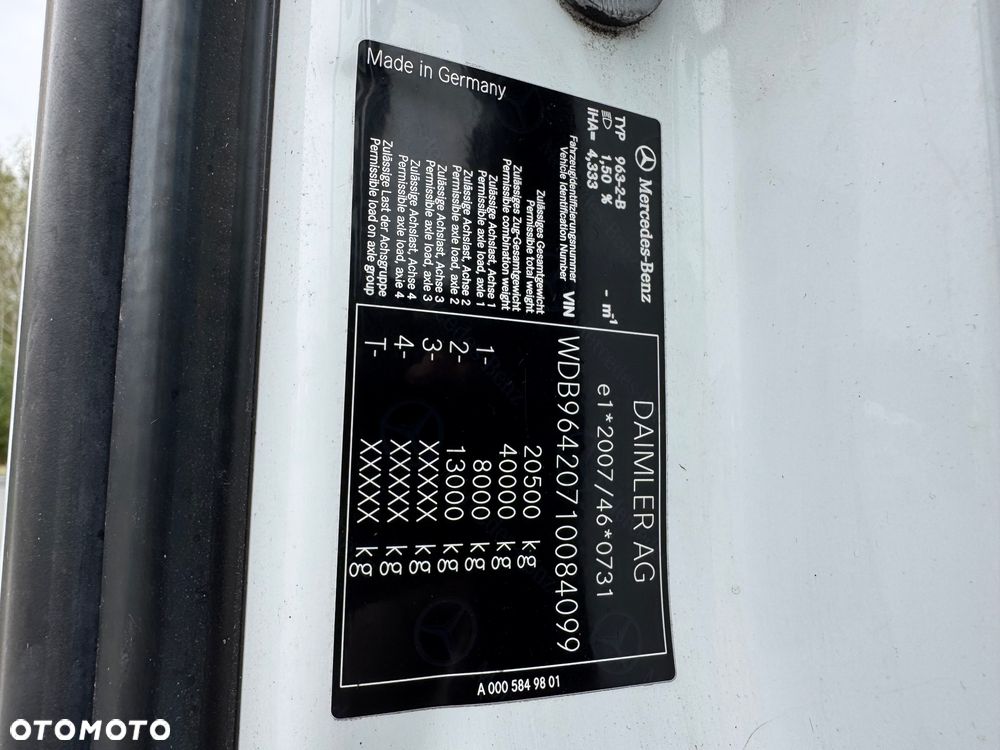 Mercedes-Benz
DAIMLER AG
TYP 963-2-B
1,50 % - m-1
e1*2007/46*0731
iHA= 4,333
Fahrzeugidentifizierungsnummer
Vehicle Identification Number VIN WDB96420710084099
Zulässiges Gesamtgewicht
Permissible total weight 20500 kg
Zulässiges Zug-Gesamtgewicht
Permissible combination weight 40000 kg
Zulässige Achslast, Achse 1
Permissible axle load, axle 1 1- 8000 kg
Zulässige Achslast, Achse 2
Permissible axle load, axle 2 2- 13000 kg
Zulässige Achslast, Achse 3
Permissible axle load, axle 3 3- XXXXX kg
Zulässige Achslast, Achse 4
Permissible axle load, axle 4 4- XXXXX kg
Zulässige Last der Achsgruppe
Permissible load on axle group T- XXXXX kg
Made in Germany
A 000 584 98 01
OTOMOTO